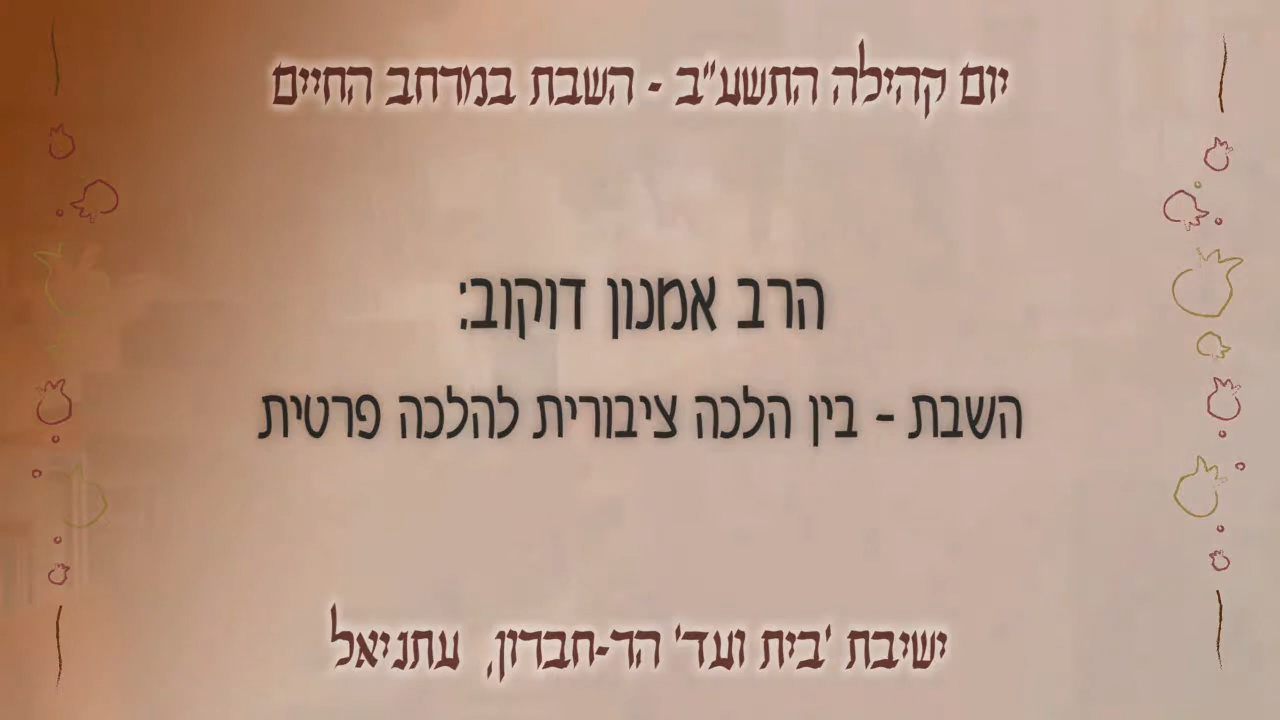 יום קהילה התשע"ב - השבת במרחב החיים
הרב אמנון דוקוב:
השבת - בין הלכה ציבורית להלכה פרטית
ישיבת 'בית ועד' הר-חברון, עתניאל